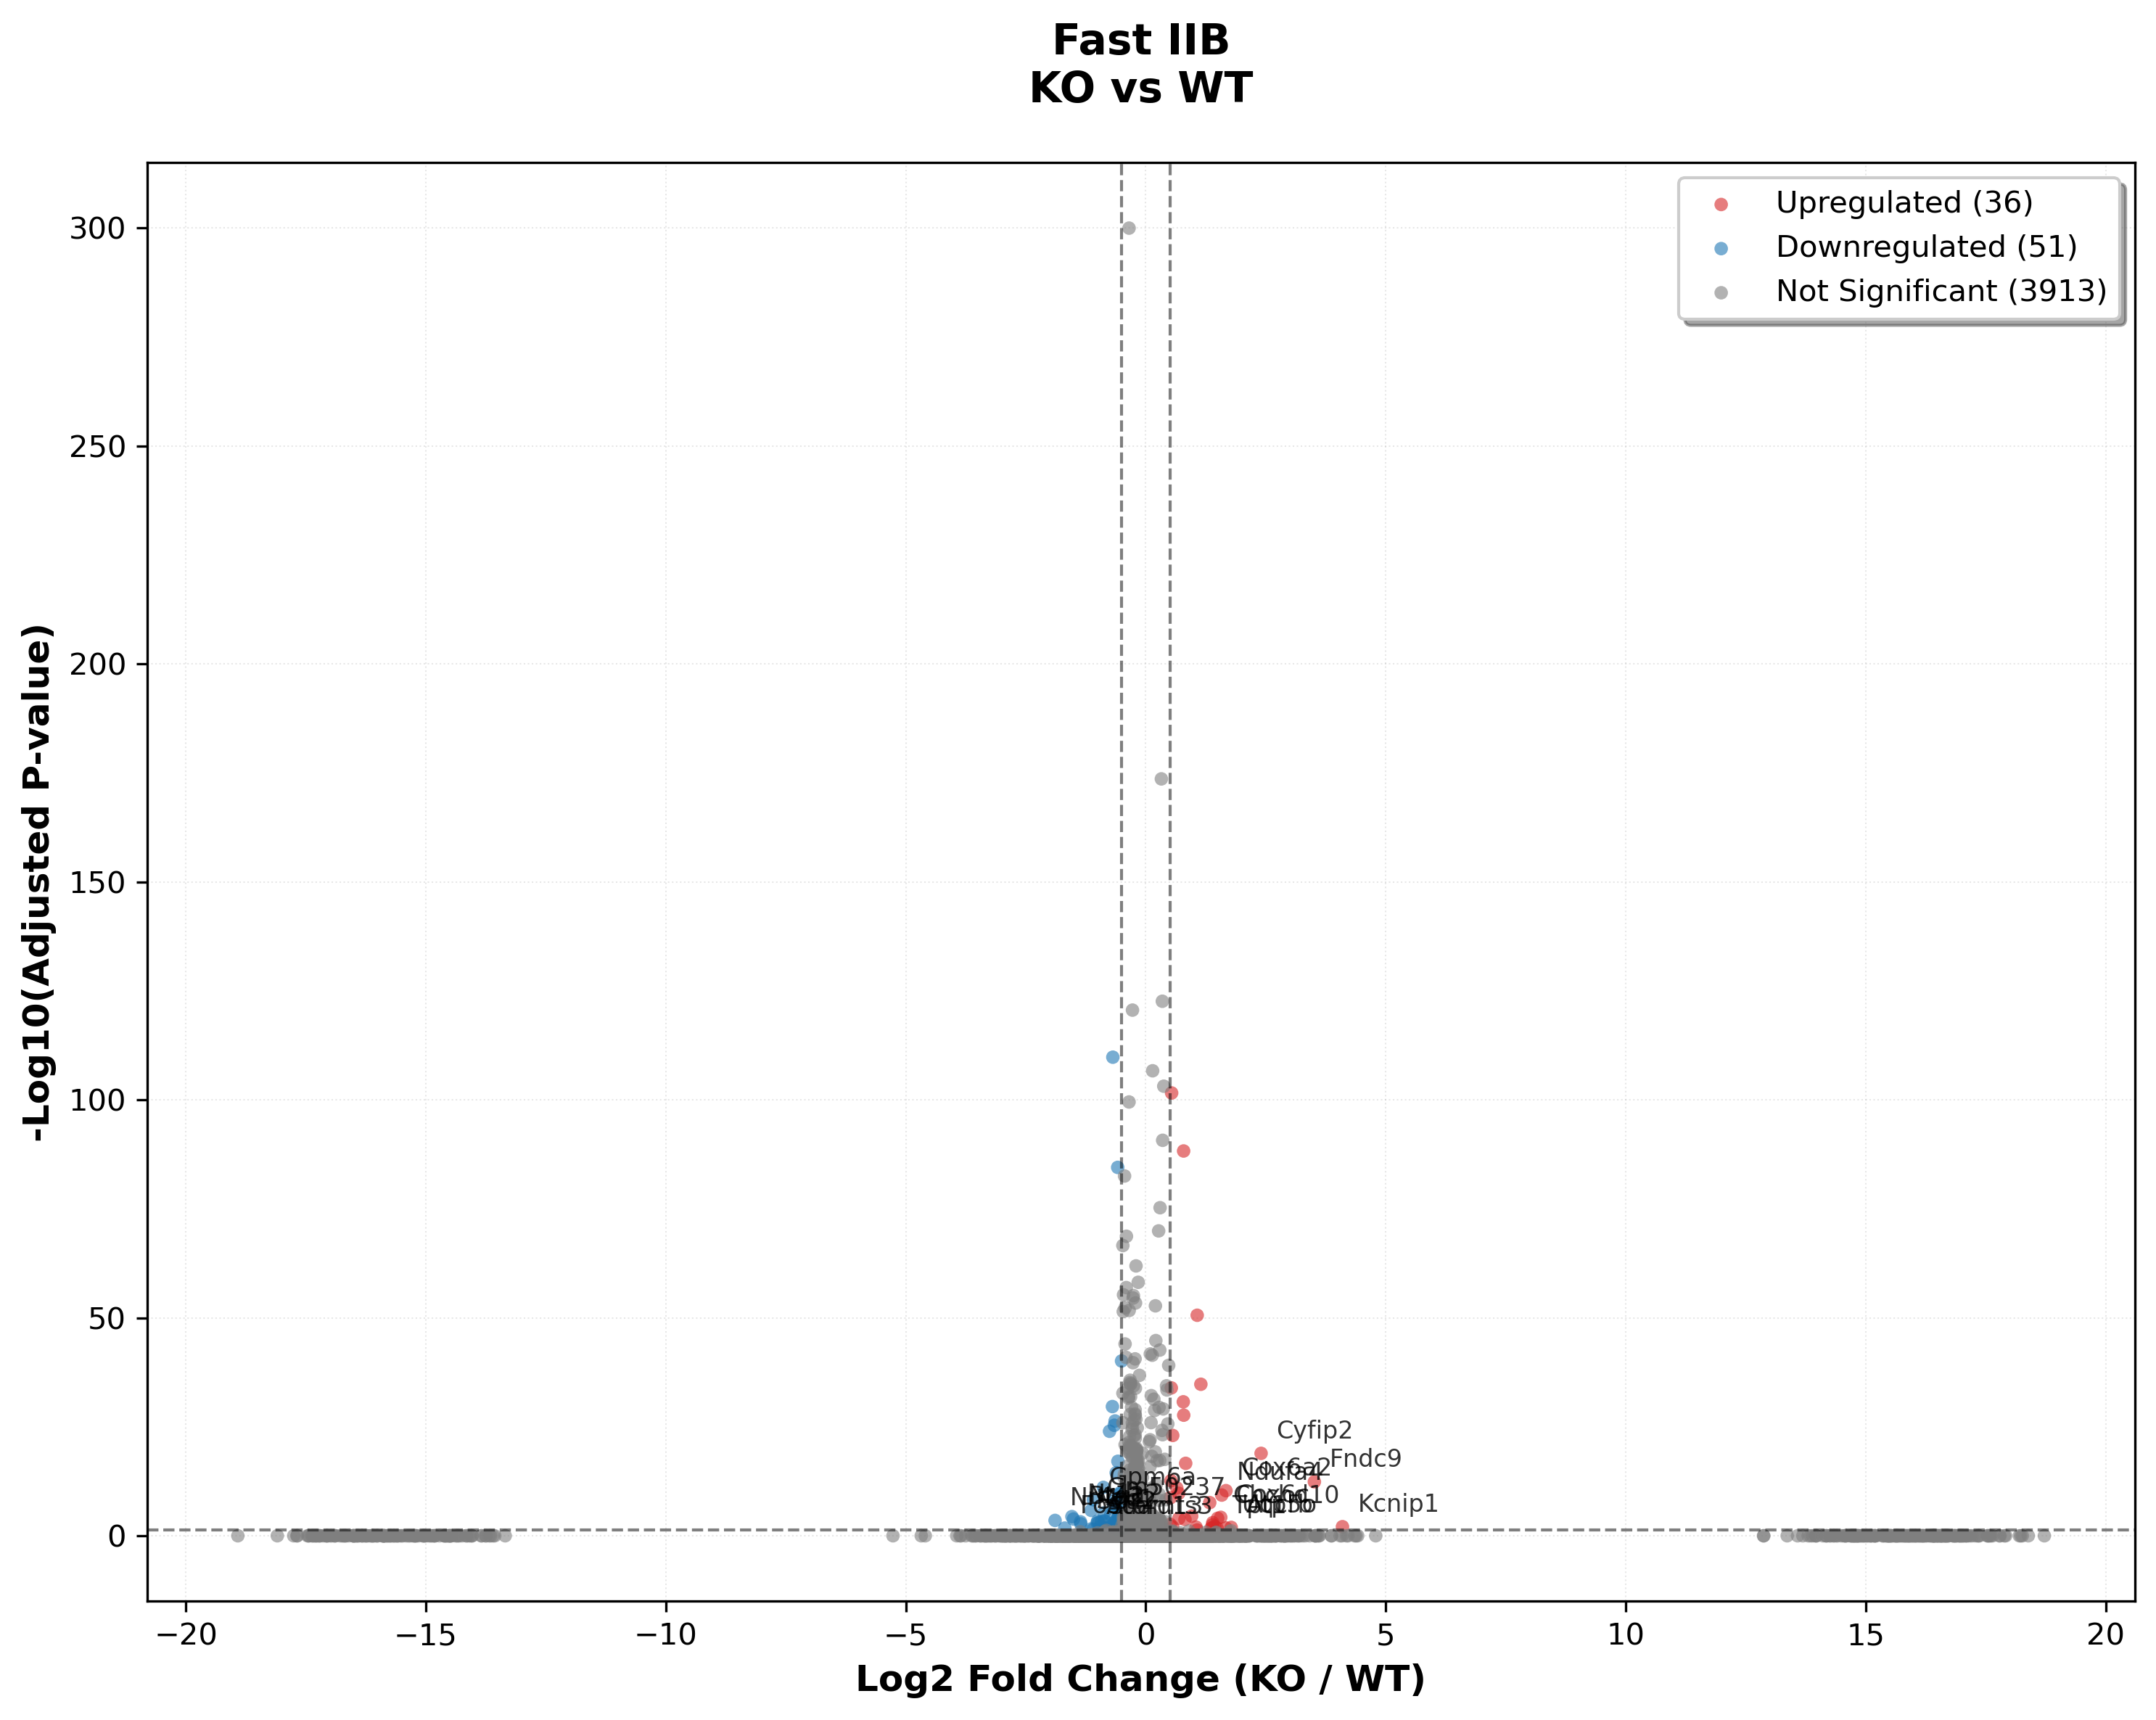 Fast IIB
KO vs WT
Upregulated (36)
Downregulated (51)
Not Significant (3913)
-Log10(Adjusted P-value)
300
250
200
150
100
50
0
Cyfip2
Fndc9
Cox6a2
Ndufa4
Kcnip1
Gpm6a
−20
−15
−10
−5
0
5
10
15
20
Log2 Fold Change (KO / WT)